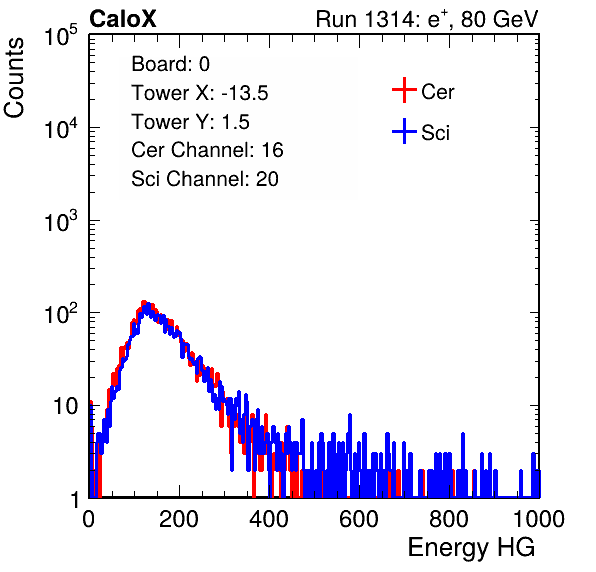 CaloX Run 1314: e⁺, 80 GeV
Counts
Board: 0
Tower X: -13.5
Tower Y: 1.5
Cer Channel: 16
Sci Channel: 20
Cer
Sci
10⁵
10⁴
10³
10²
10
1
0 200 400 600 800 1000
Energy HG